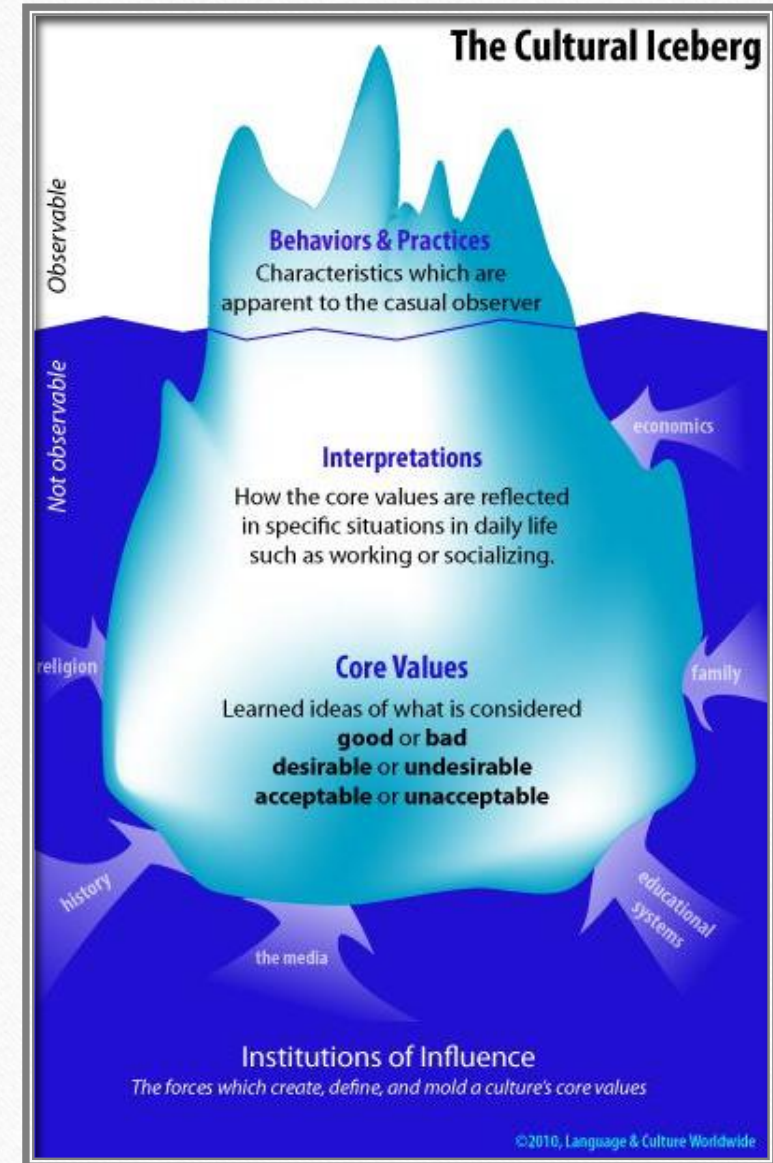 The Cultural Iceberg
Observable
Behaviors & Practices
Characteristics which are
apparent to the casual observer
Not observable
economics
Interpretations
How the core values are reflected
in specific situations in daily life
such as working or socializing.
religion
family
Core Values
Learned ideas of what is considered
good or bad
desirable or undesirable
acceptable or unacceptable
history
educational
systems
the media
Institutions of Influence
The forces which create, define, and mold a culture's core values
©2010, Language & Culture Worldwide